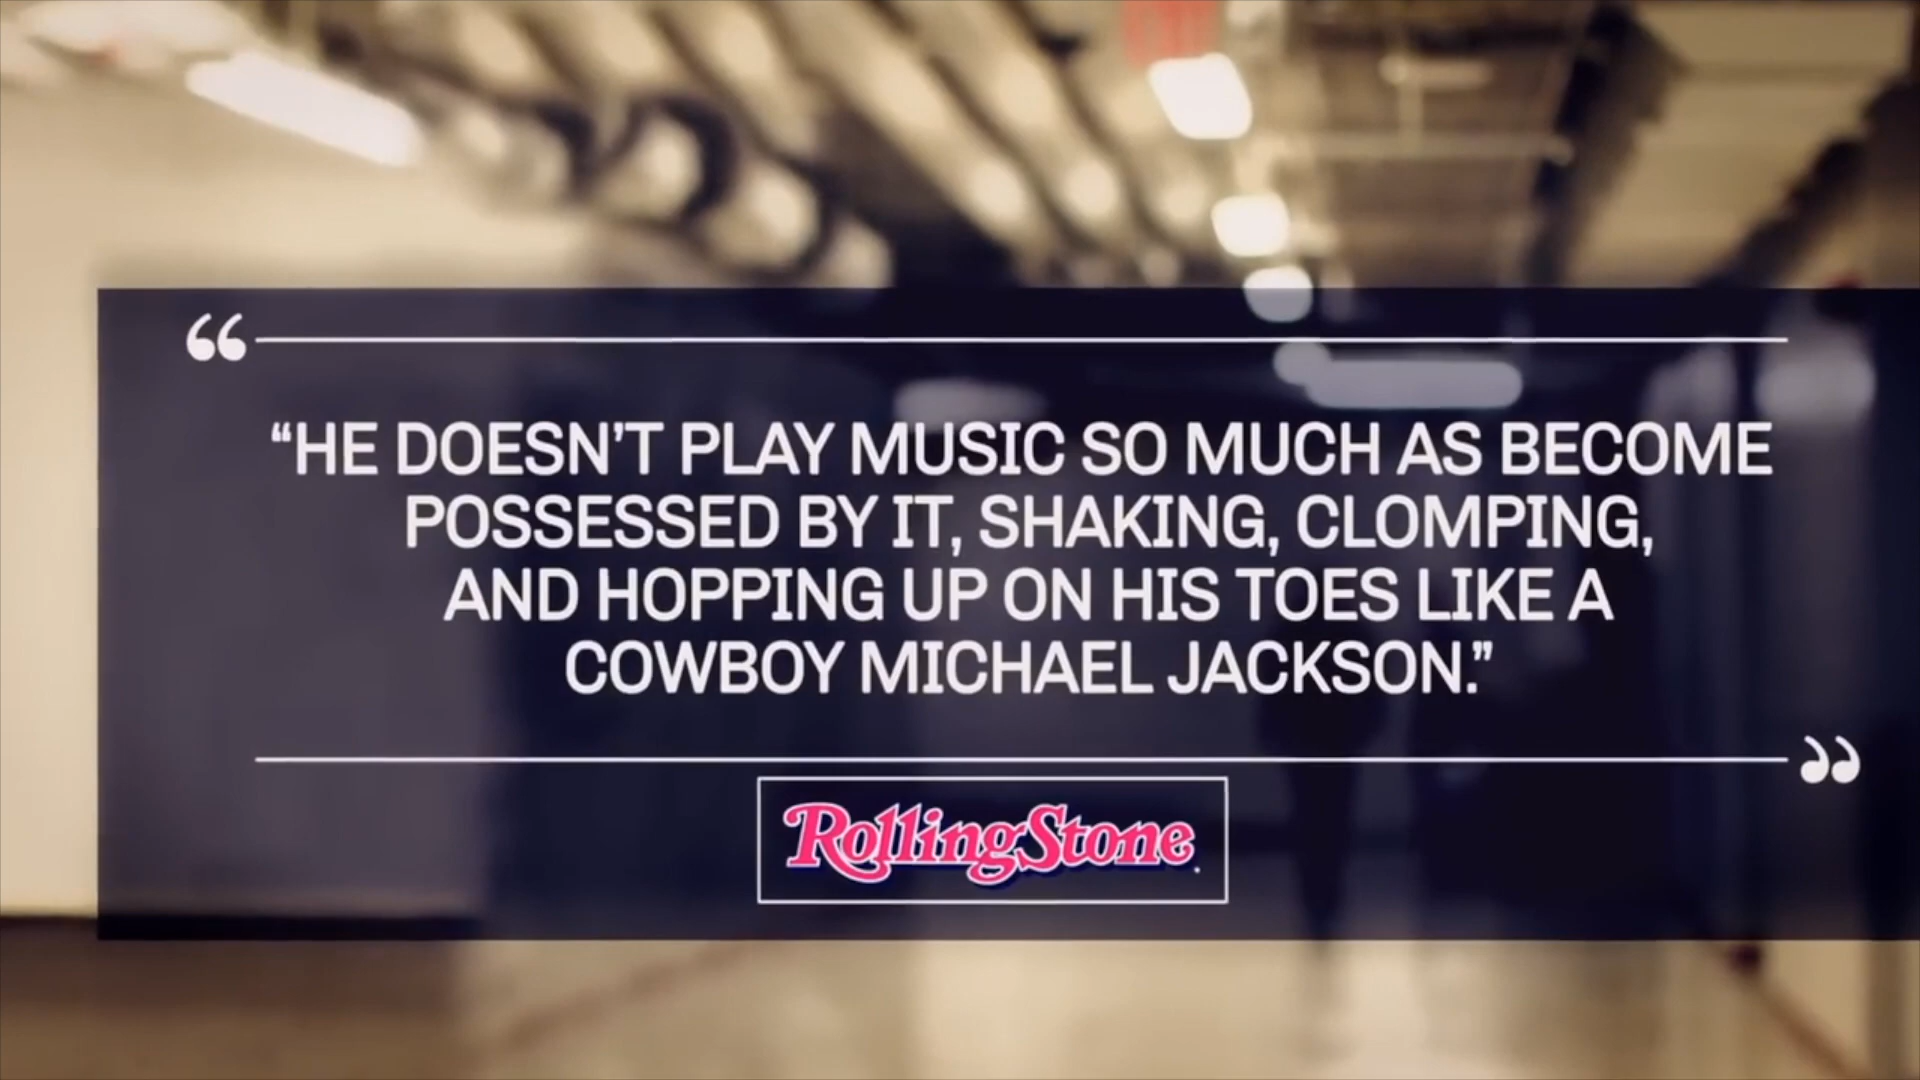 “
“HE DOESN’T PLAY MUSIC SO MUCH AS BECOME
POSSESSED BY IT, SHAKING, CLOMPING,
AND HOPPING UP ON HIS TOES LIKE A
COWBOY MICHAEL JACKSON.”
”
RollingStone